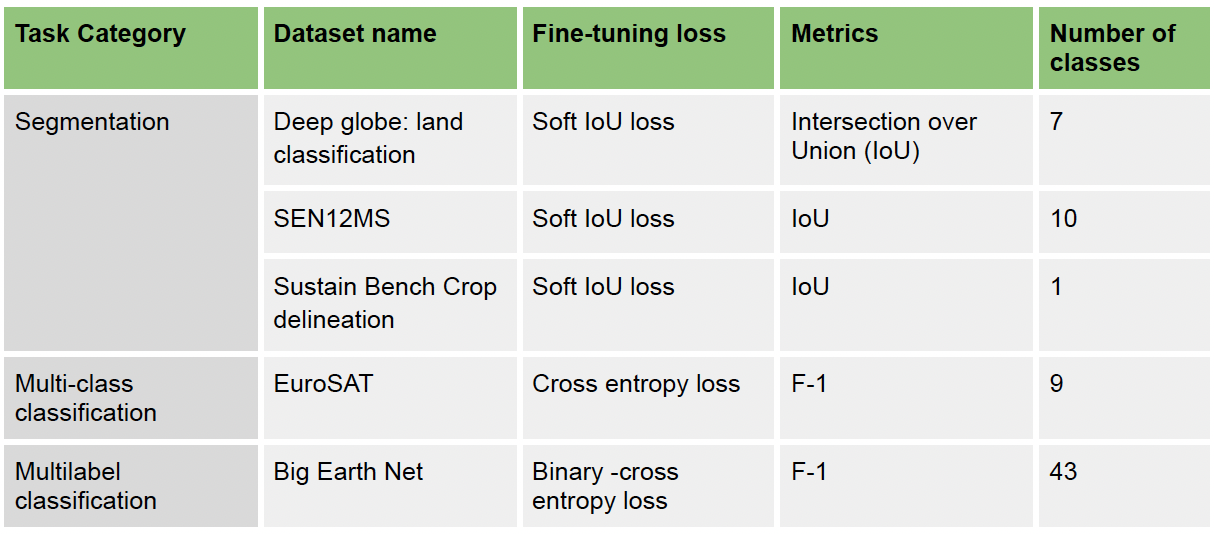 Task Category
Dataset name
Fine-tuning loss
Metrics
Number of
classes
Segmentation
Deep globe: land
classification
Soft IoU loss
Intersection over
Union (IoU)
7
SEN12MS
Soft IoU loss
IoU
10
Sustain Bench Crop
delineation
Soft IoU loss
IoU
1
Multi-class
classification
EuroSAT
Cross entropy loss
F-1
9
Multilabel
classification
Big Earth Net
Binary -cross
entropy loss
F-1
43